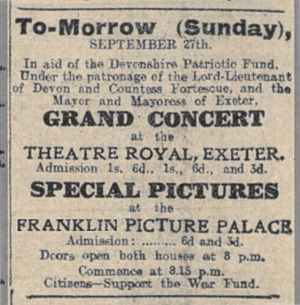 To-Morrow (Sunday),
SEPTEMBER 27th.
In aid of the Devonshire Patriotic Fund.
Under the patronage of the Lord-Lieutenant
of Devon and Countess Fortescue, and the
Mayor and Mayoress of Exeter,
GRAND CONCERT
at the
THEATRE ROYAL, EXETER.
Admission 1s. 6d., 1s., 6d., and 3d.
SPECIAL PICTURES
at the
FRANKLIN PICTURE PALACE
Admission: ......... 6d and 3d.
Doors open both houses at 8 p.m.
Commence at 8.15 p.m.
Citizens—Support the War Fund.